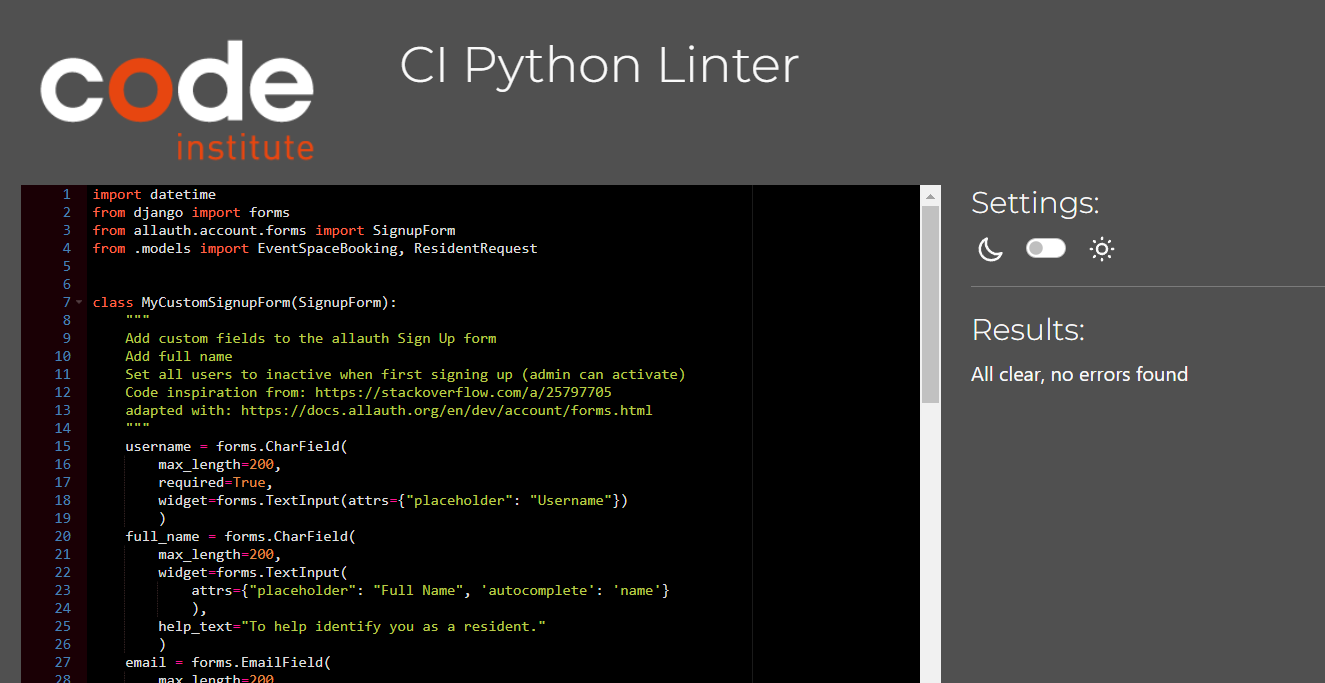 code
institute
CI Python Linter
1 import datetime
2 from django import forms
3 from allauth.account.forms import SignupForm
4 from .models import EventSpaceBooking, ResidentRequest
5
6
7 class MyCustomSignupForm(SignupForm):
8     """
9     Add custom fields to the allauth Sign Up form
10     Add full name
11     Set all users to inactive when first signing up (admin can activate)
12     Code inspiration from: https://stackoverflow.com/a/25797705
13     adapted with: https://docs.allauth.org/en/dev/account/forms.html
14     """
15     username = forms.CharField(
16         max_length=200,
17         required=True,
18         widget=forms.TextInput(attrs={"placeholder": "Username"})
19         )
20     full_name = forms.CharField(
21         max_length=200,
22         widget=forms.TextInput(
23             attrs={"placeholder": "Full Name", 'autocomplete': 'name'}
24             ),
25         help_text="To help identify you as a resident."
26         )
27     email = forms.EmailField(
28         max_length=200
Settings:
Results:
All clear, no errors found